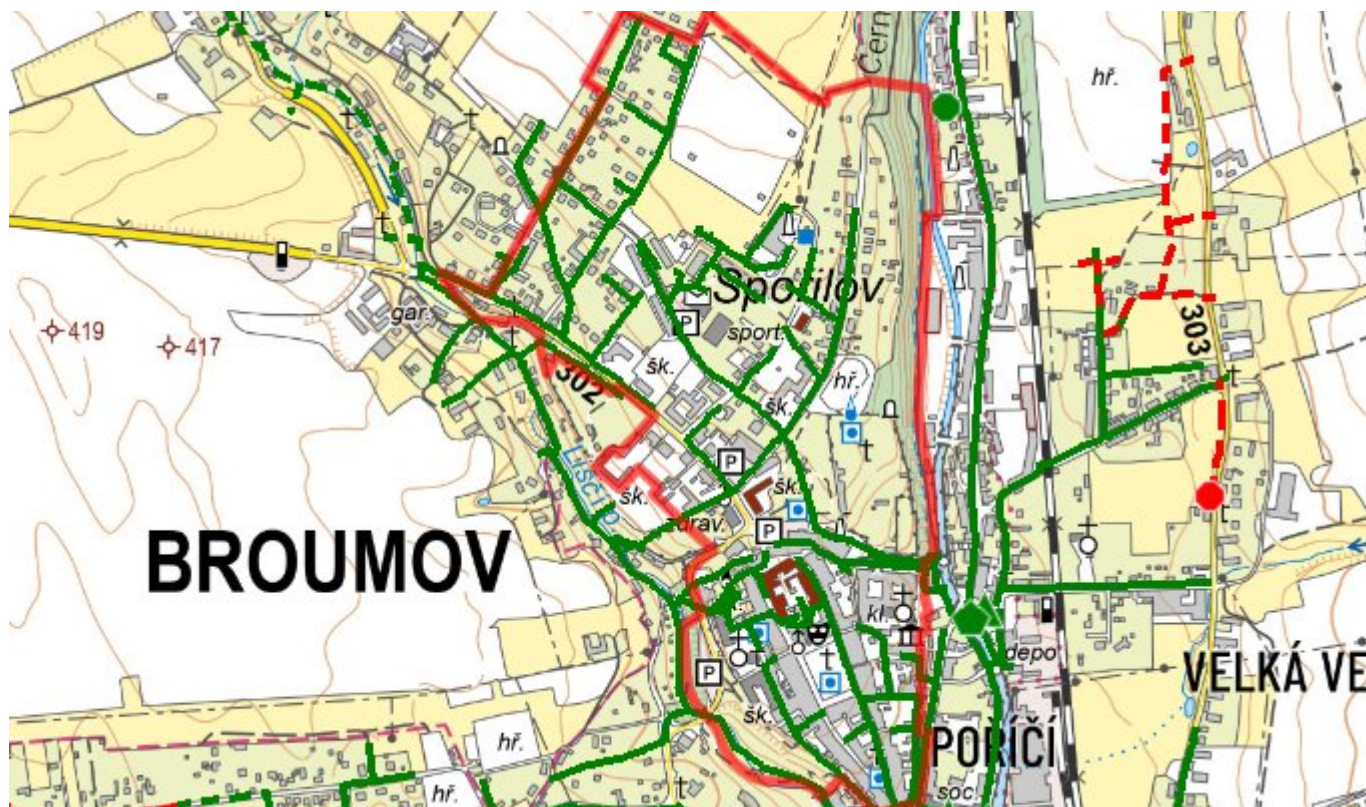 Čern
hř.
419
417
gar.
Spořilov
P
sport.
302
šk.
hř.
šk.
303
Liščí p.
P
šk.
šk.
zdrav.
P
BROUMOV
kl.
depo
P
VELKÁ VE
šk.
hř.
POŘÍČÍ
hř.
soc.